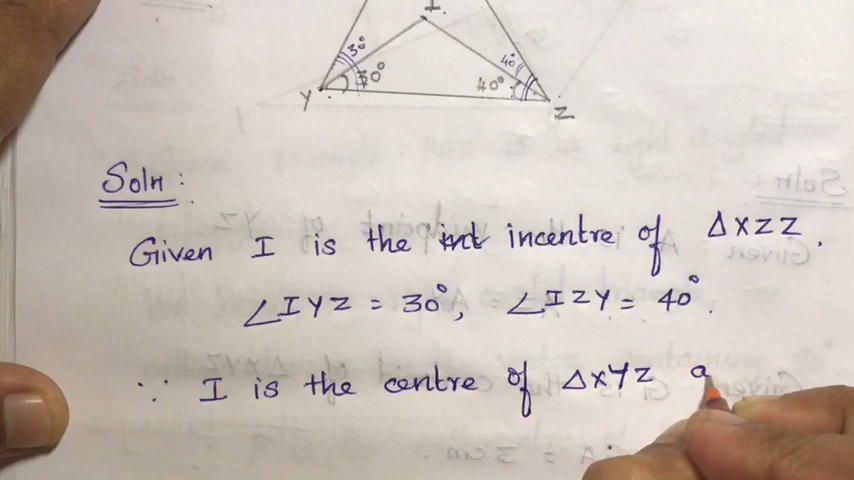 I
30° 40°
30° 40°
Y Z
Soln:
Given I is the incentre of ΔXZZ.
∠IYZ = 30°, ∠IZY = 40°.
∵ I is the centre of ΔXYZ a